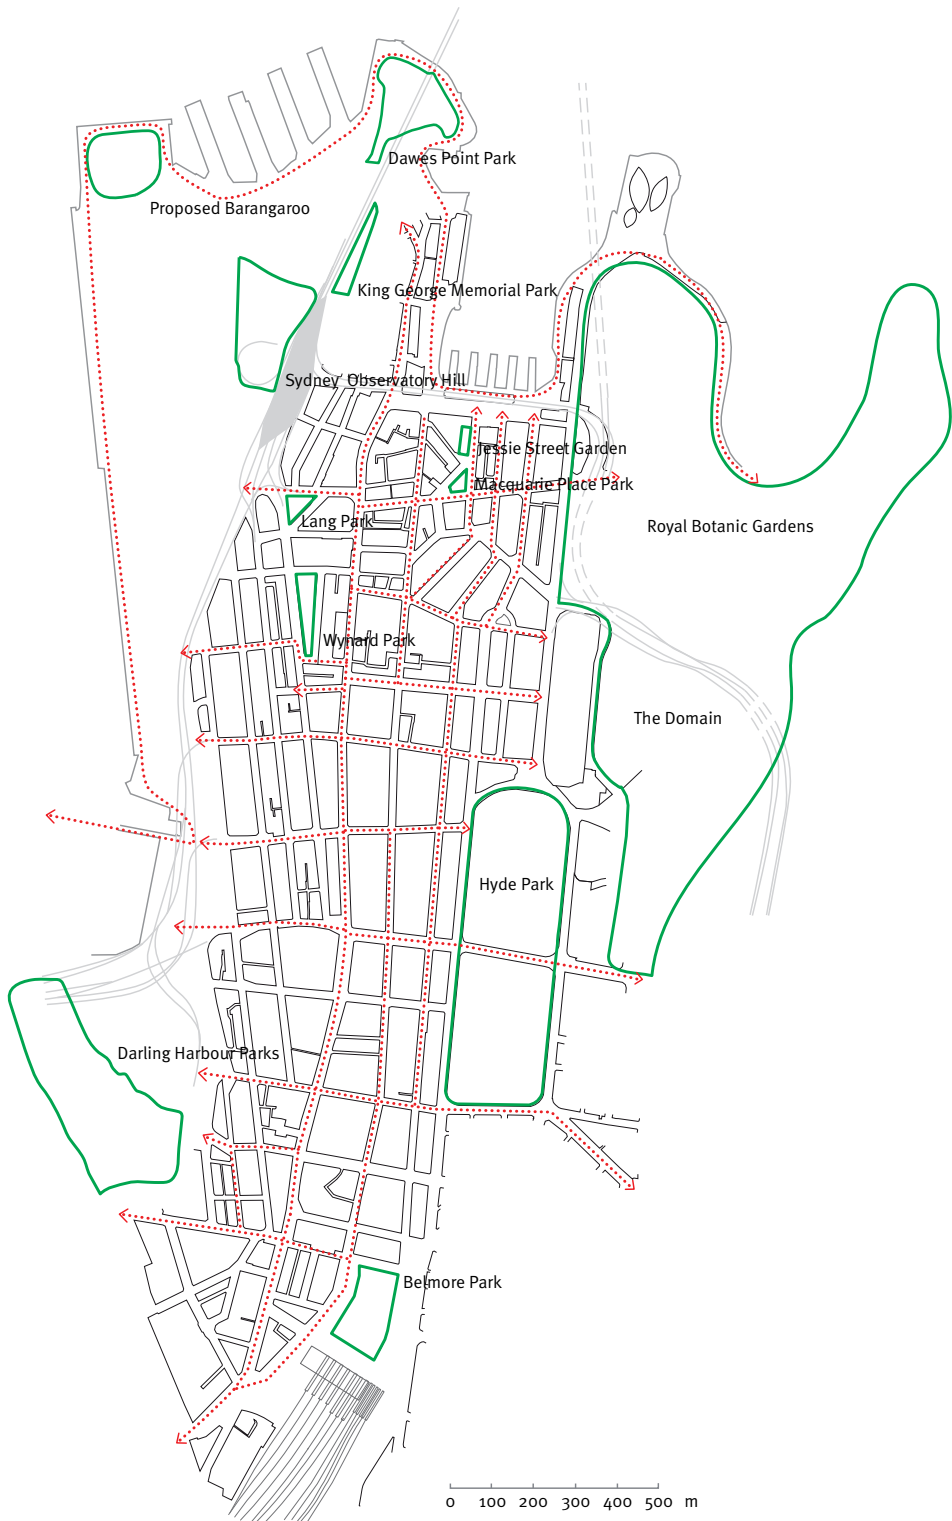 Dawes Point Park
Proposed Barangaroo
King George Memorial Park
Sydney Observatory Hill
Jessie Street Garden
Macquarie Place Park
Lang Park
Royal Botanic Gardens
Wynard Park
The Domain
Hyde Park
Darling Harbour Parks
Belmore Park
0 100 200 300 400 500 m